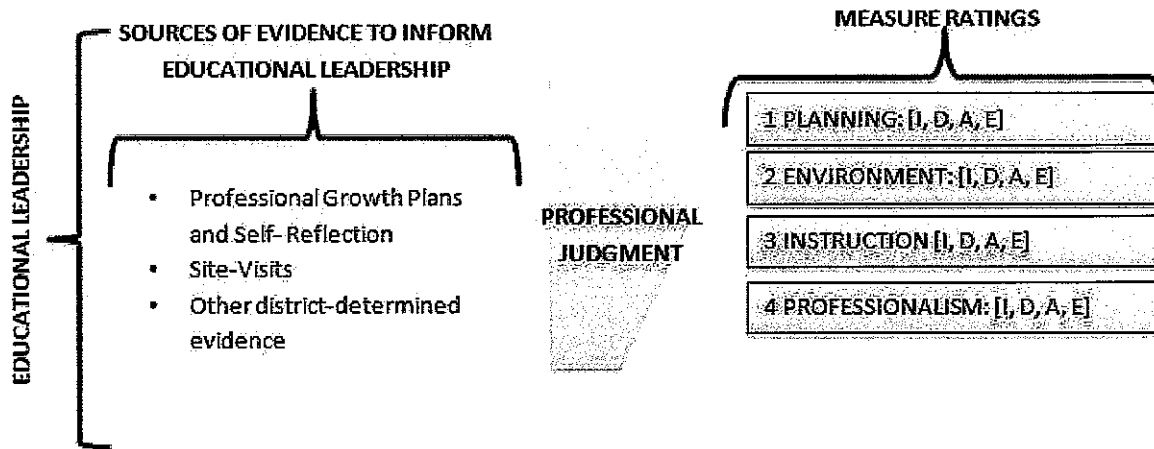 EDUCATIONAL LEADERSHIP
SOURCES OF EVIDENCE TO INFORM
EDUCATIONAL LEADERSHIP
• Professional Growth Plans
and Self-Reflection
• Site-Visits
• Other district-determined
evidence
PROFESSIONAL
JUDGMENT
MEASURE RATINGS
1 PLANNING: [I, D, A, E]
2 ENVIRONMENT: [I, D, A, E]
3 INSTRUCTION [I, D, A, E]
4 PROFESSIONALISM: [I, D, A, E]